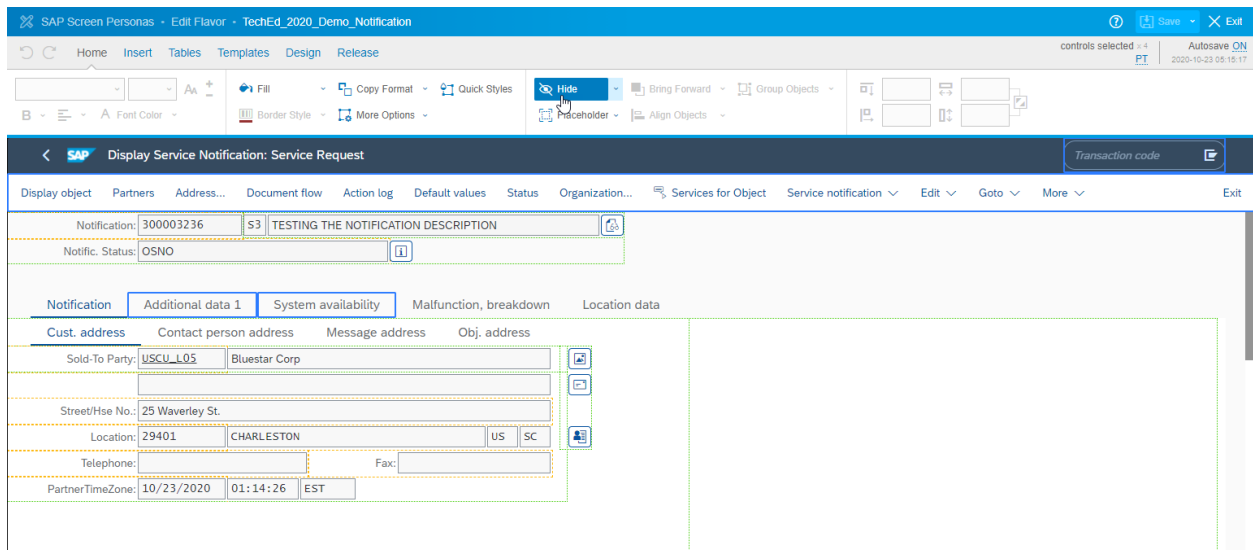 SAP Screen Personas - Edit Flavor - TechEd_2020_Demo_Notification ? Save Exit
Home Insert Tables Templates Design Release controls selected x 4 Autosave ON
PT 2020-10-23 05:15:17
Fill Copy Format Quick Styles Hide Bring Forward Group Objects
B A Font Color Border Style More Options Placeholder Align Objects
SAP Display Service Notification: Service Request Transaction code
Display object Partners Address... Document flow Action log Default values Status Organization... Services for Object Service notification Edit Goto More Exit
Notification: 300003236 S3 TESTING THE NOTIFICATION DESCRIPTION
Notific. Status: OSNO
Notification Additional data 1 System availability Malfunction, breakdown Location data
Cust. address Contact person address Message address Obj. address
Sold-To Party: USCU_L05 Bluestar Corp
Street/Hse No.: 25 Waverley St.
Location: 29401 CHARLESTON US SC
Telephone: Fax:
PartnerTimeZone: 10/23/2020 01:14:26 EST